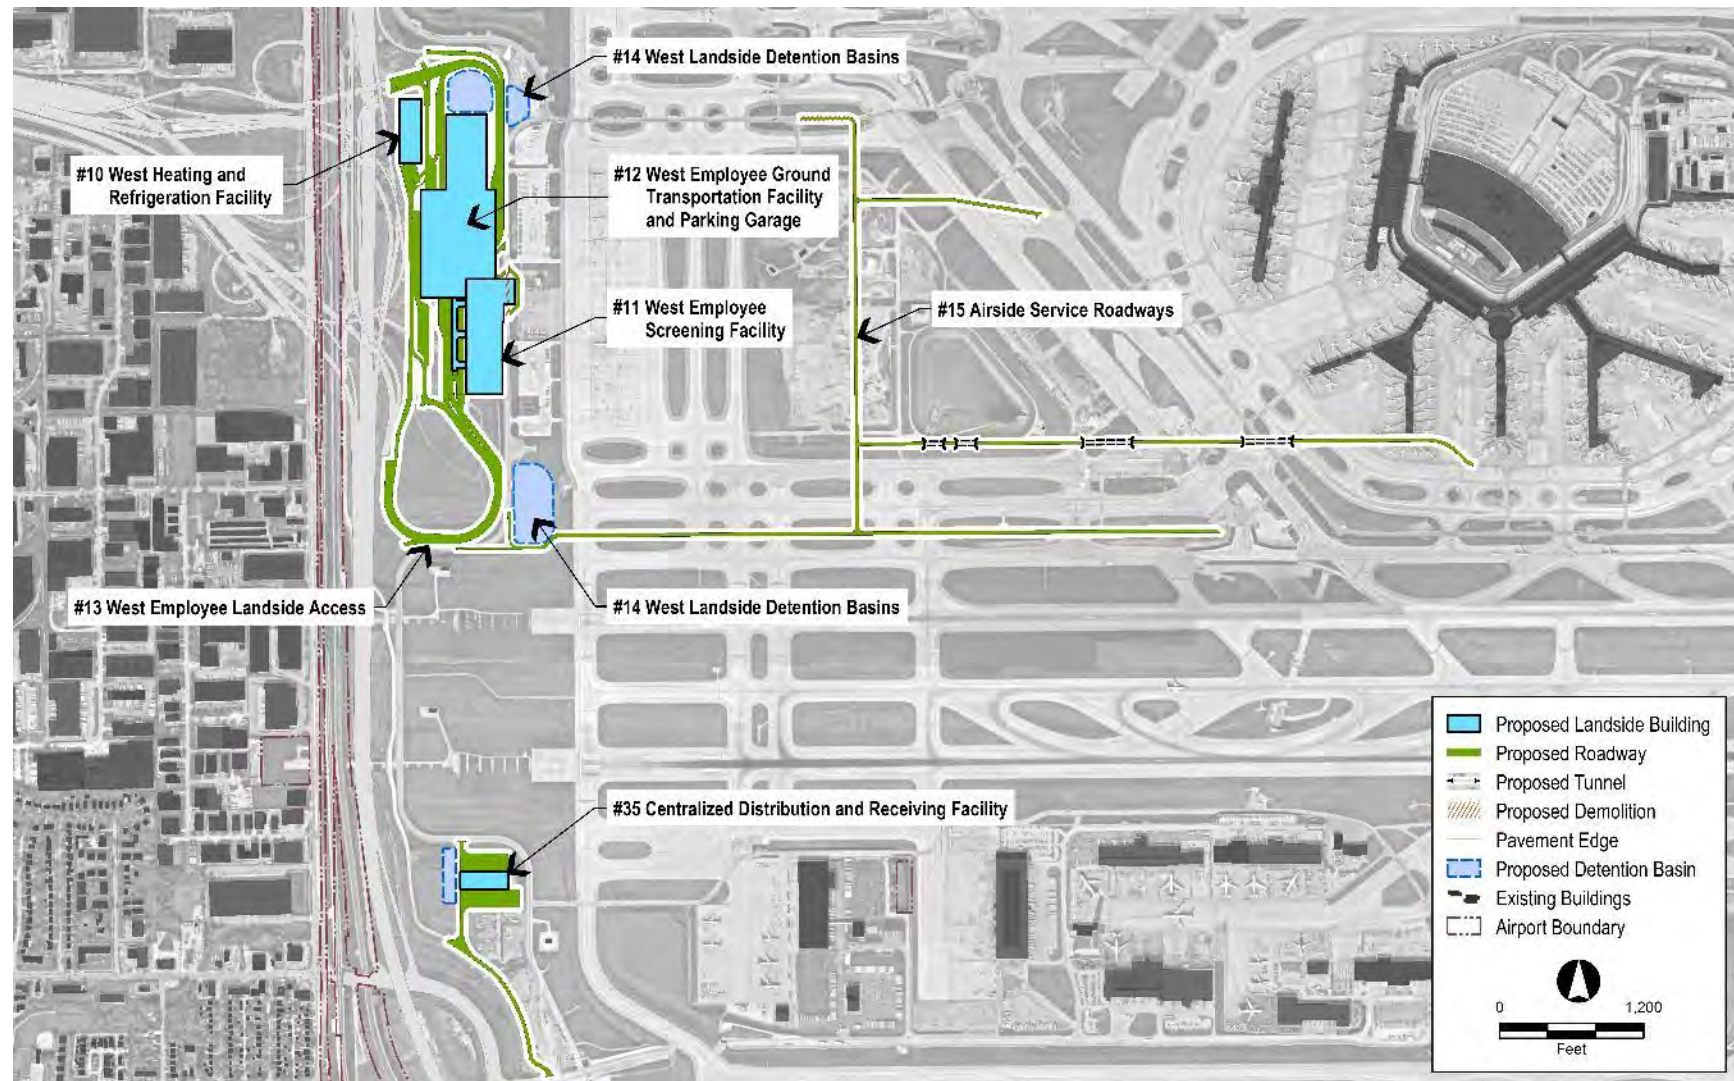 #14 West Landside Detention Basins
#10 West Heating and
Refrigeration Facility
#12 West Employee Ground
Transportation Facility
and Parking Garage
#11 West Employee
Screening Facility
#15 Airside Service Roadways
#13 West Employee Landside Access
#14 West Landside Detention Basins
#35 Centralized Distribution and Receiving Facility
Proposed Landside Building
Proposed Roadway
Proposed Tunnel
Proposed Demolition
Pavement Edge
Proposed Detention Basin
Existing Buildings
Airport Boundary
0 1,200
Feet